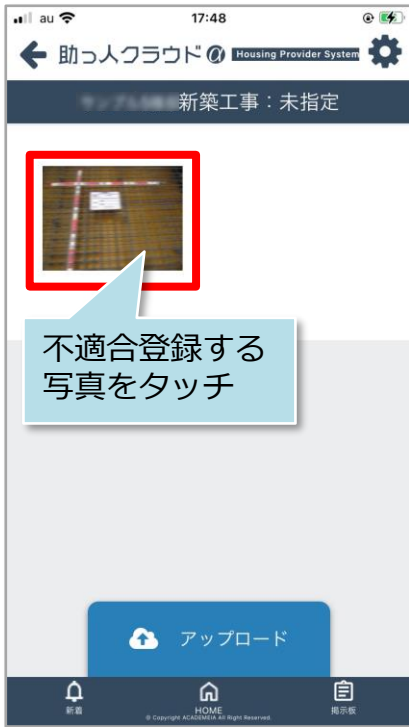 au 17:48
助っ人クラウドα Housing Provider System
新築工事：未指定
不適合登録する
写真をタッチ
アップロード
新着 HOME 掲示板
© Copyright ACADEMEIA All Right Reserved.